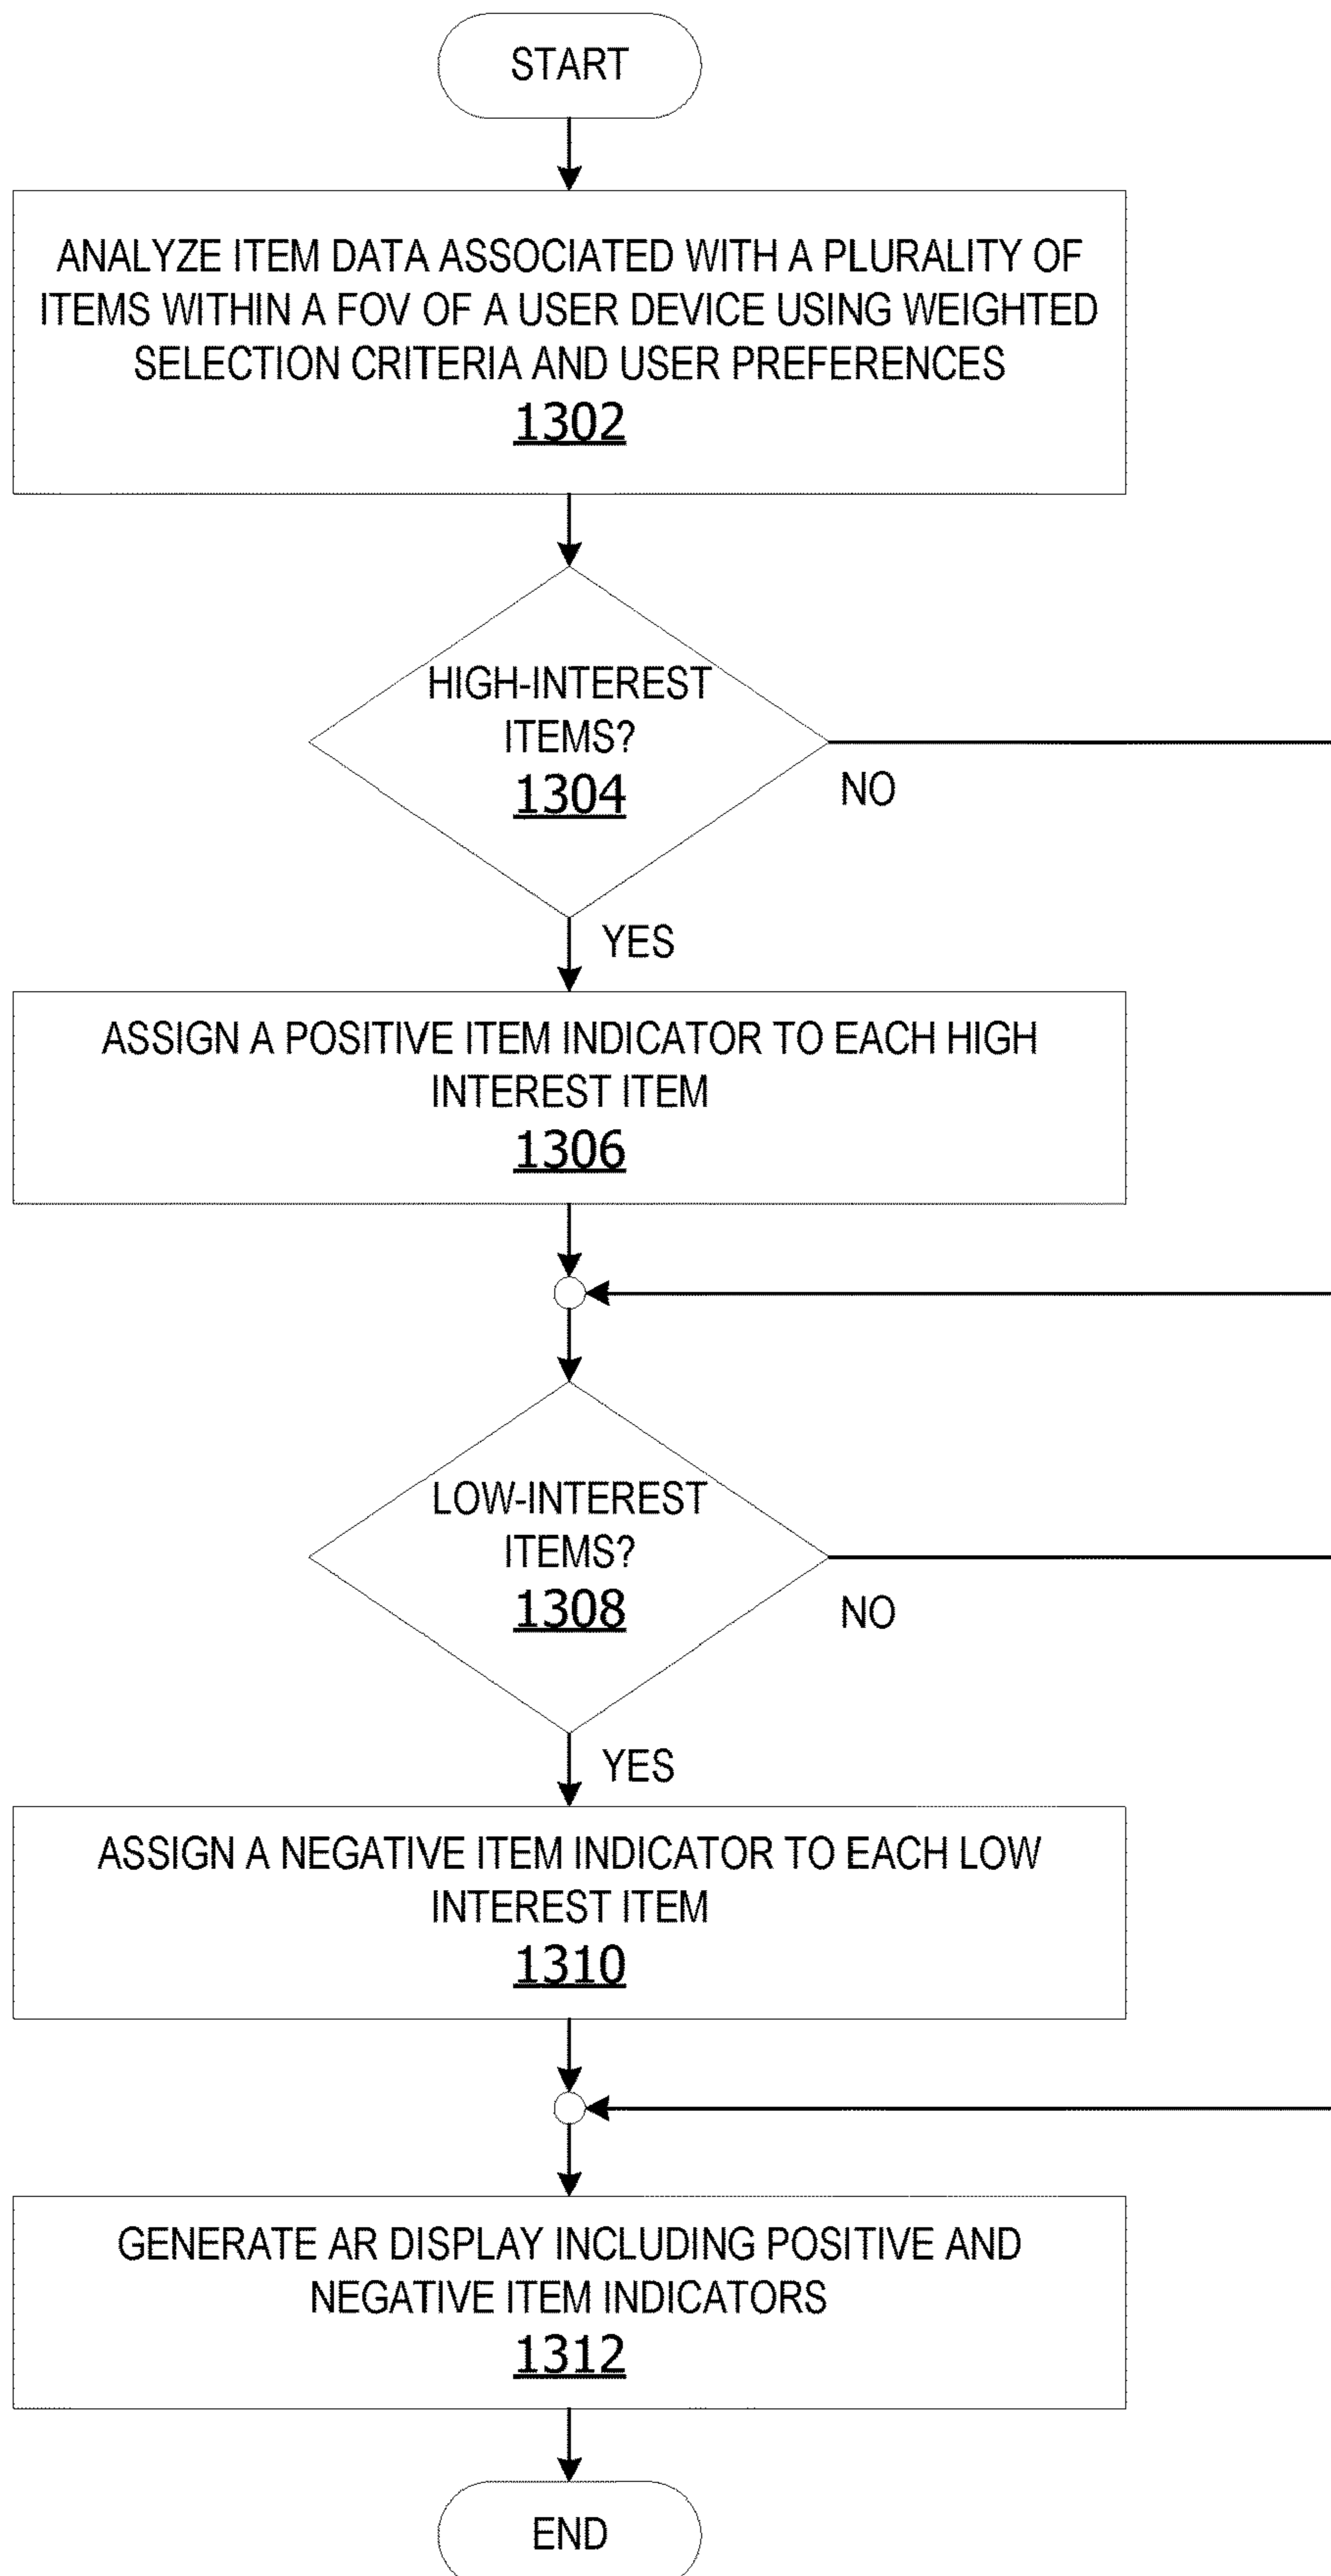 START
ANALYZE ITEM DATA ASSOCIATED WITH A PLURALITY OF
ITEMS WITHIN A FOV OF A USER DEVICE USING WEIGHTED
SELECTION CRITERIA AND USER PREFERENCES
1302
HIGH-INTEREST
ITEMS?
1304
NO
YES
ASSIGN A POSITIVE ITEM INDICATOR TO EACH HIGH
INTEREST ITEM
1306
LOW-INTEREST
ITEMS?
1308
NO
YES
ASSIGN A NEGATIVE ITEM INDICATOR TO EACH LOW
INTEREST ITEM
1310
GENERATE AR DISPLAY INCLUDING POSITIVE AND
NEGATIVE ITEM INDICATORS
1312
END